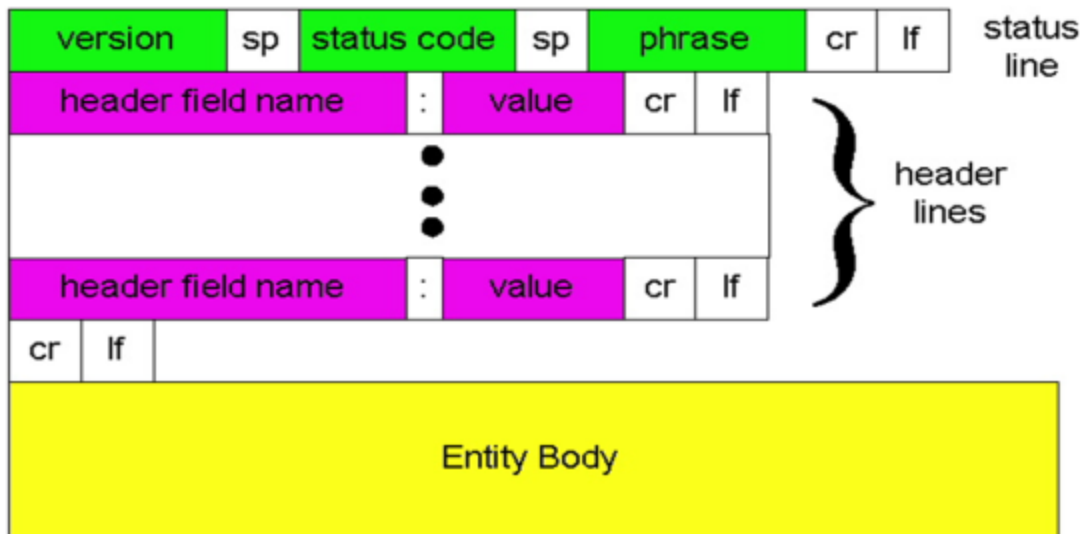 version sp status code sp phrase cr lf status line
header field name : value cr lf
header lines
header field name : value cr lf
cr lf
Entity Body